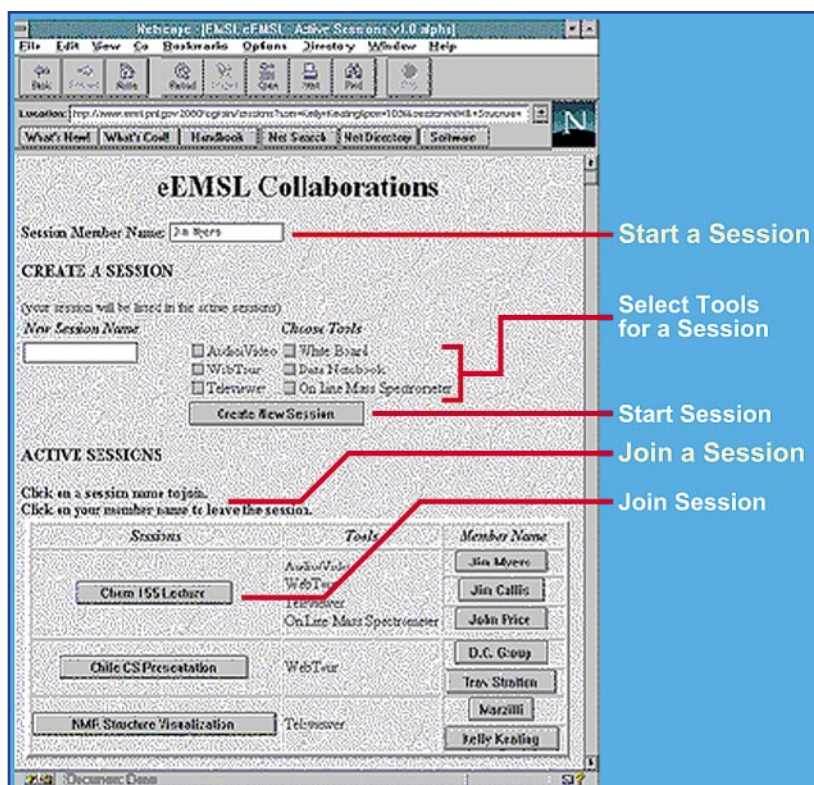 Netscape - [EMSL eEMSL: Active Sessions v1.0 alpha]
File Edit View Go Bookmarks Options Directory Window Help
Back Forward Home Reload Images Open Print Find Stop
Location:
What's New! What's Cool! Handbook Net Search Net Directory Software
eEMSL Collaborations
Session Member Name: Jim Myers
Start a Session
CREATE A SESSION
(your session will be listed in the active sessions)
Select Tools
for a Session
New Session Name Choose Tools
Audio/Video White Board
WebTour Data Notebook
Televiewer On Line Mass Spectrometer
Create New Session
Start Session
ACTIVE SESSIONS
Join a Session
Click on a session name to join.
Click on your member name to leave the session.
Join Session
Sessions Tools Member Name
Chem 155 Lecture
Audio/Video
WebTour
Televiewer
On Line Mass Spectrometer
Jim Myers
Jim Callis
John Price
Chile CS Presentation
WebTour
D.C. Group
Trav Stratton
NMR Structure Visualization
Televiewer
Marzilli
Kelly Keating
Document: Done